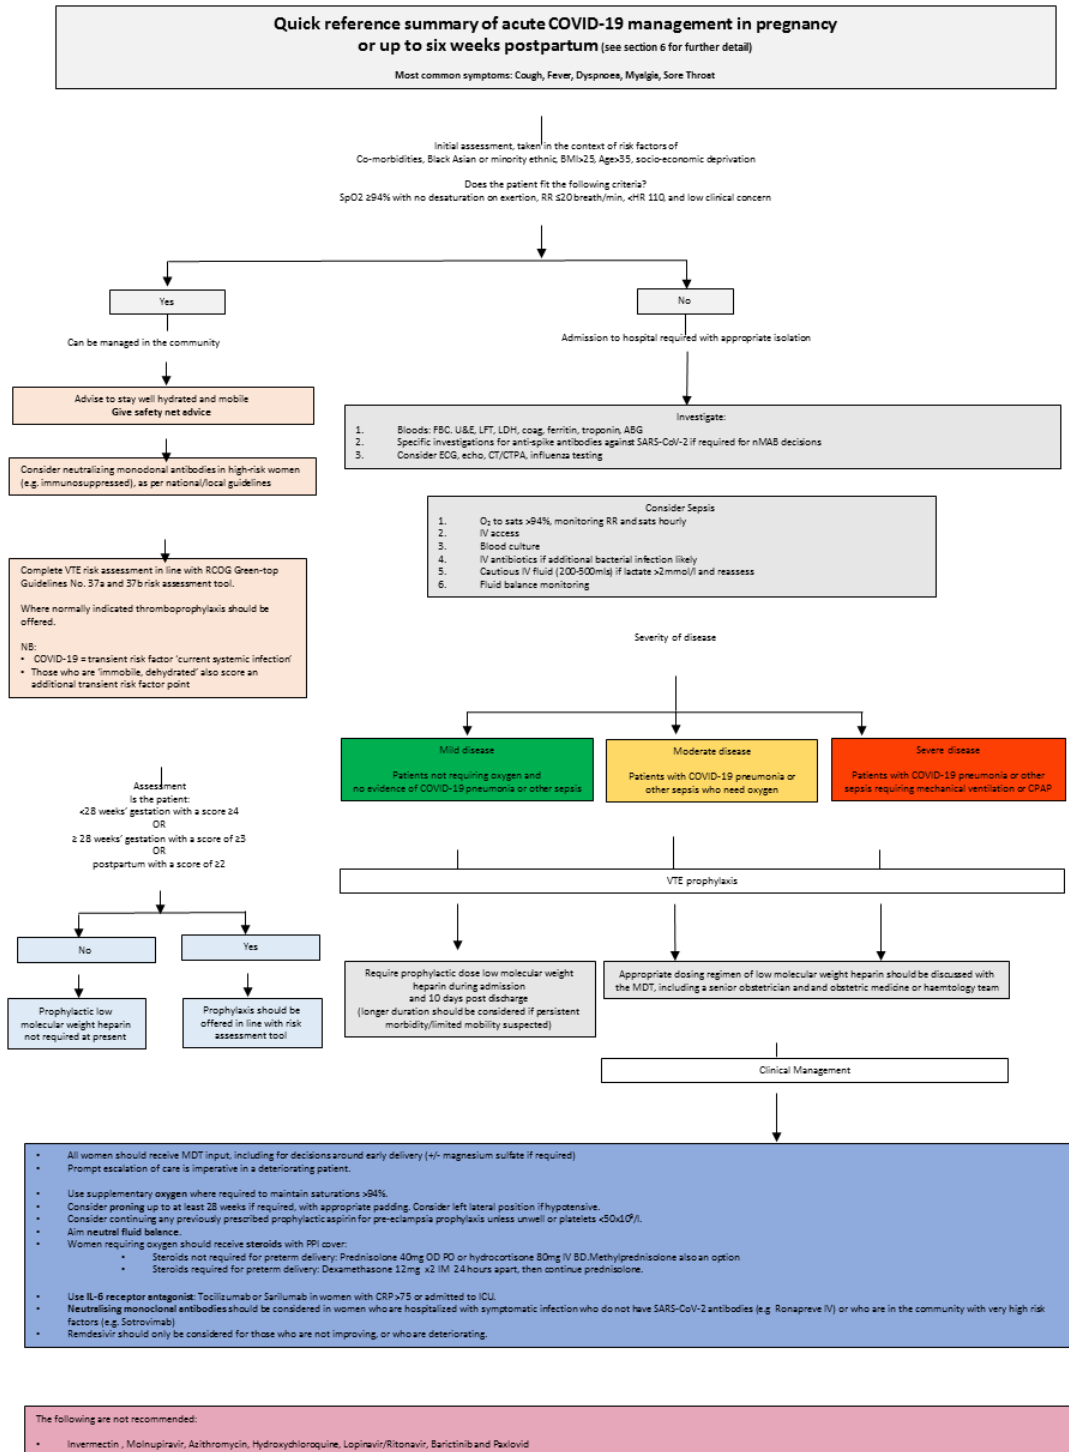 Quick reference summary of acute COVID-19 management in pregnancy
or up to six weeks postpartum (see section 6 for further detail)
Most common symptoms: Cough, Fever, Dyspnoea, Myalgia, Sore Throat
Initial assessment, taken in the context of risk factors of
Co-morbidities, Black Asian or minority ethnic, BMI>25, Age>35, socio-economic deprivation
Does the patient fit the following criteria?
SpO2 ≥94% with no desaturation on exertion, RR ≤20 breath/min, <HR 110, and low clinical concern
Yes
No
Can be managed in the community
Admission to hospital required with appropriate isolation
Advise to stay well hydrated and mobile
Give safety net advice
Investigate:
1. Bloods: FBC. U&E, LFT, LDH, coag, ferritin, troponin, ABG
2. Specific investigations for anti-spike antibodies against SARS-CoV-2 if required for nMAB decisions
3. Consider ECG, echo, CT/CTPA, influenza testing
Consider neutralizing monoclonal antibodies in high-risk women
(e.g. immunosuppressed), as per national/local guidelines
Consider Sepsis
1. O₂ to sats >94%, monitoring RR and sats hourly
2. IV access
3. Blood culture
4. IV antibiotics if additional bacterial infection likely
5. Cautious IV fluid (200-500mls) if lactate >2mmol/l and reassess
6. Fluid balance monitoring
Complete VTE risk assessment in line with RCOG Green-top
Guidelines No. 37a and 37b risk assessment tool.
Where normally indicated thromboprophylaxis should be
offered.
NB:
• COVID-19 = transient risk factor 'current systemic infection'
• Those who are 'immobile, dehydrated' also score an
additional transient risk factor point
Severity of disease
Mild disease
Patients not requiring oxygen and
no evidence of COVID-19 pneumonia or other sepsis
Moderate disease
Patients with COVID-19 pneumonia or
other sepsis who need oxygen
Severe disease
Patients with COVID-19 pneumonia or other
sepsis requiring mechanical ventilation or CPAP
Assessment
Is the patient:
<28 weeks' gestation with a score ≥4
OR
≥ 28 weeks' gestation with a score of ≥3
OR
postpartum with a score of ≥2
VTE prophylaxis
No
Yes
Prophylactic low
molecular weight heparin
not required at present
Prophylaxis should be
offered in line with risk
assessment tool
Require prophylactic dose low molecular weight
heparin during admission
and 10 days post discharge
(longer duration should be considered if persistent
morbidity/limited mobility suspected)
Appropriate dosing regimen of low molecular weight heparin should be discussed with
the MDT, including a senior obstetrician and and obstetric medicine or haemtology team
Clinical Management
• All women should receive MDT input, including for decisions around early delivery (+/- magnesium sulfate if required)
• Prompt escalation of care is imperative in a deteriorating patient.
• Use supplementary oxygen where required to maintain saturations >94%.
• Consider proning up to at least 28 weeks if required, with appropriate padding. Consider left lateral position if hypotensive.
• Consider continuing any previously prescribed prophylactic aspirin for pre-eclampsia prophylaxis unless unwell or platelets <50x10⁹/l.
• Aim neutral fluid balance.
• Women requiring oxygen should receive steroids with PPI cover:
• Steroids not required for preterm delivery: Prednisolone 40mg OD PO or hydrocortisone 80mg IV BD.Methylprednisolone also an option
• Steroids required for preterm delivery: Dexamethasone 12mg x2 IM 24 hours apart, then continue prednisolone.
• Use IL-6 receptor antagonist: Tocilizumab or Sarilumab in women with CRP>75 or admitted to ICU.
• Neutralising monoclonal antibodies should be considered in women who are hospitalized with symptomatic infection who do not have SARS-CoV-2 antibodies (e.g Ronapreve IV) or who are in the community with very high risk
factors (e.g. Sotrovimab)
• Remdesivir should only be considered for those who are not improving, or who are deteriorating.
The following are not recommended:
• Invermectin , Molnupiravir, Azithromycin, Hydroxychloroquine, Lopinavir/Ritonavir, Barictinib and Paxlovid